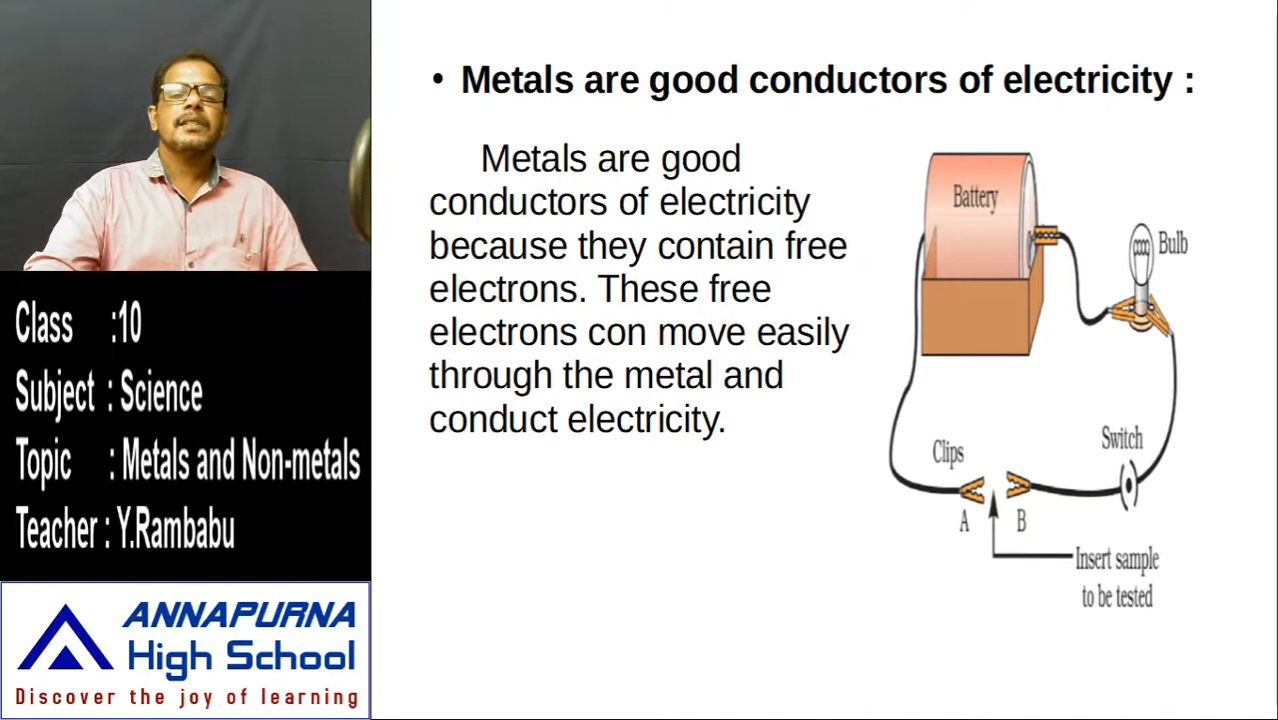 • Metals are good conductors of electricity :
Metals are good
conductors of electricity
because they contain free
electrons. These free
electrons con move easily
through the metal and
conduct electricity.
Battery
Bulb
Switch
Clips
A
B
Insert sample
to be tested
Class :10
Subject : Science
Topic : Metals and Non-metals
Teacher : Y.Rambabu
ANNAPURNA
High School
Discover the joy of learning